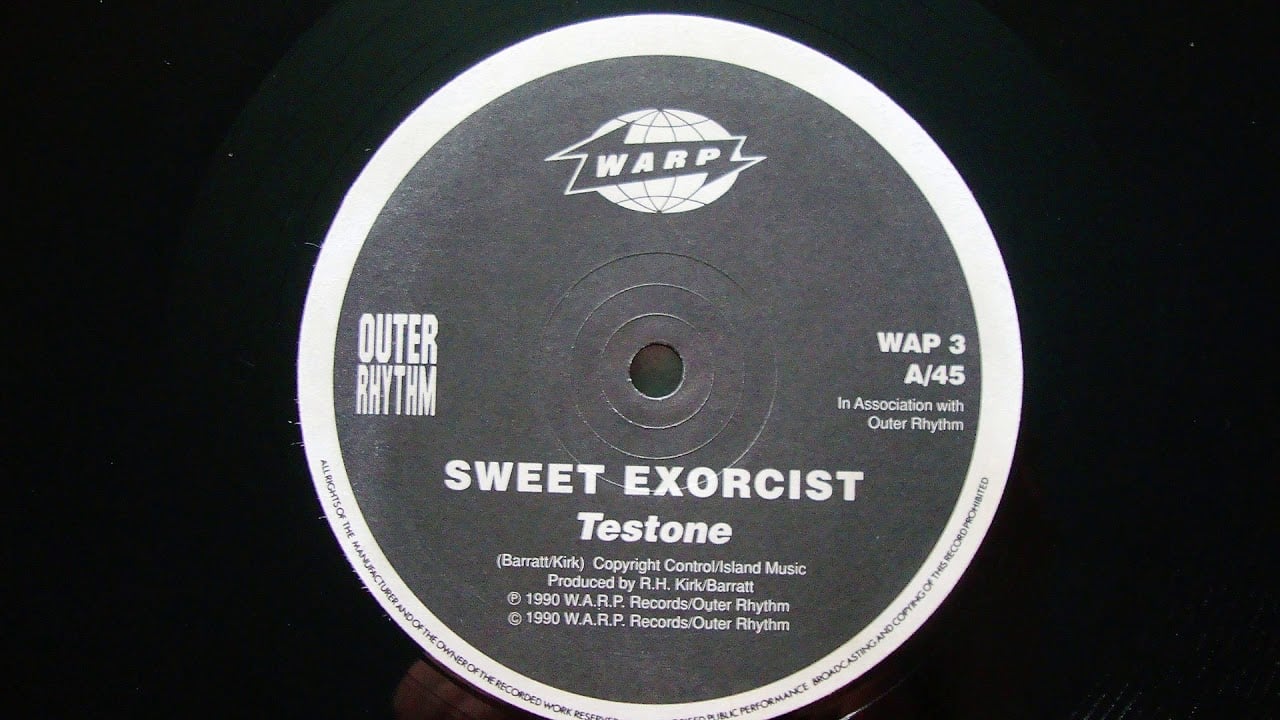 WARP
OUTER
RHYTHM
WAP 3
A/45
In Association with
Outer Rhythm
SWEET EXORCIST
Testone
(Barratt/Kirk) Copyright Control/Island Music
Produced by R.H. Kirk/Barratt
℗ 1990 W.A.R.P. Records/Outer Rhythm
© 1990 W.A.R.P. Records/Outer Rhythm
ALL RIGHTS OF THE MANUFACTURER AND OF THE OWNER OF THE RECORDED WORK RESERVED PUBLIC PERFORMANCE BROADCASTING AND COPYING OF THIS RECORD PROHIBITED